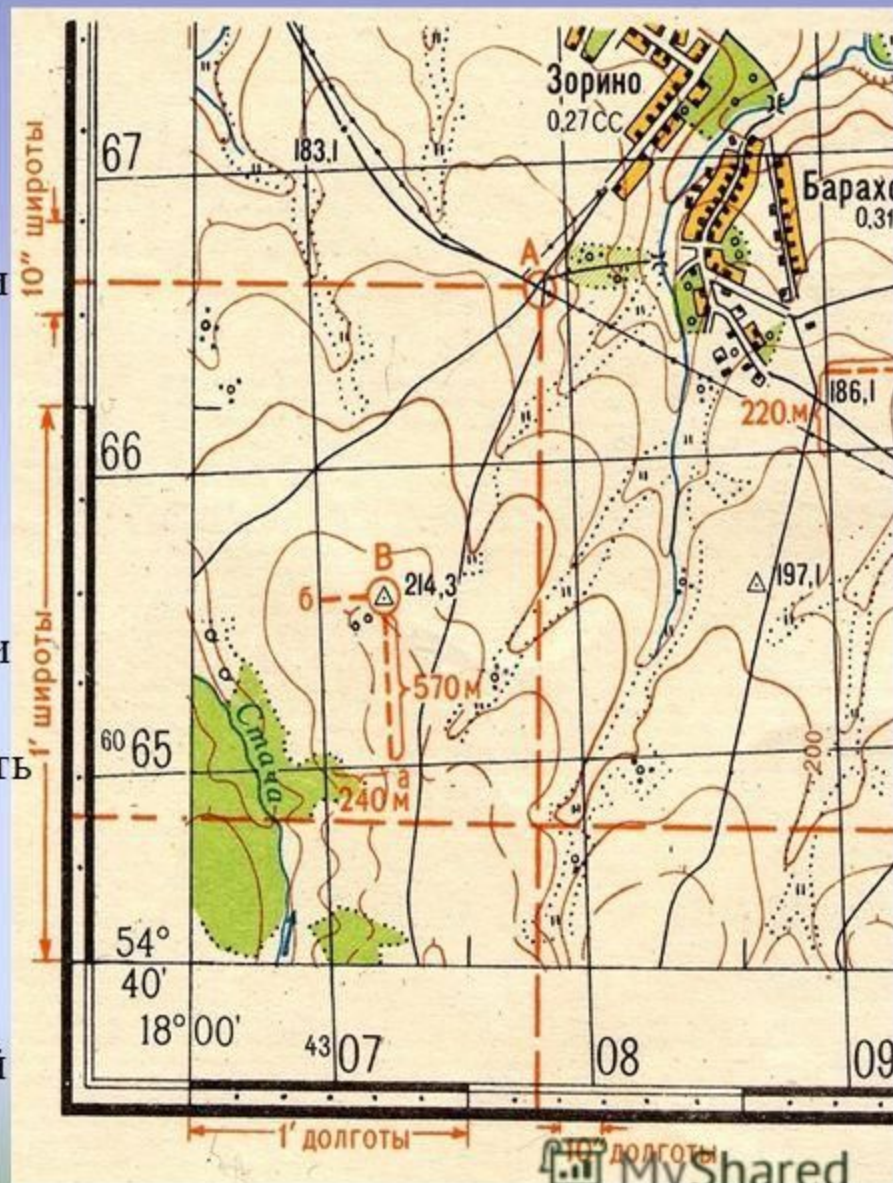 Зорино
0,27СС
67
183.1
10" широты
Барахо
0,31
и
А
186,1
220 м
66
В
214,3
197,1
б
1' широты
и
570 м
60 65
ть
200
Стача
а
240 м
54°
40'
18°00'
43 07
08
09
й
1' долготы
10" долготы
MyShared